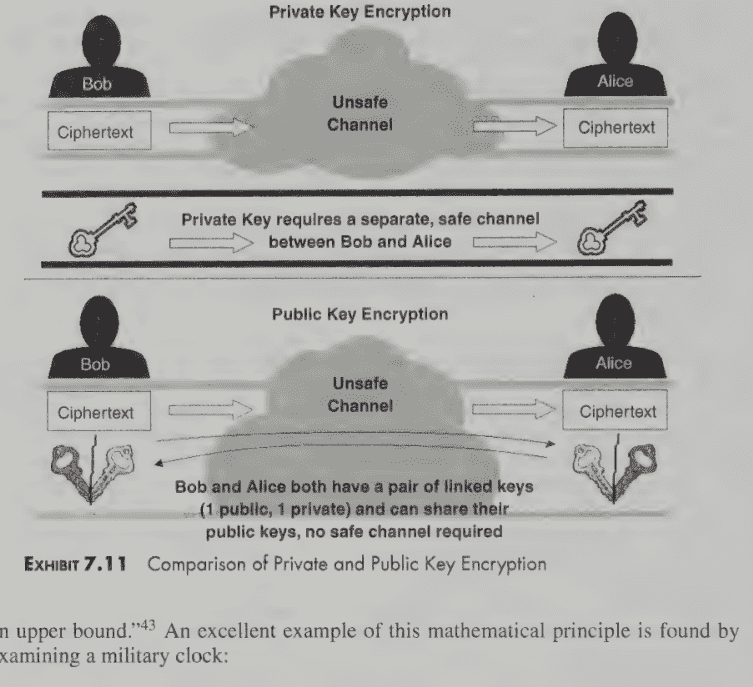 Private Key Encryption
Bob
Alice
Unsafe
Channel
Ciphertext
Ciphertext
Private Key requires a separate, safe channel
between Bob and Alice
Public Key Encryption
Bob
Alice
Unsafe
Channel
Ciphertext
Ciphertext
Bob and Alice both have a pair of linked keys
(1 public, 1 private) and can share their
public keys, no safe channel required
EXHIBIT 7.11 Comparison of Private and Public Key Encryption
n upper bound.”43 An excellent example of this mathematical principle is found by
xamining a military clock: